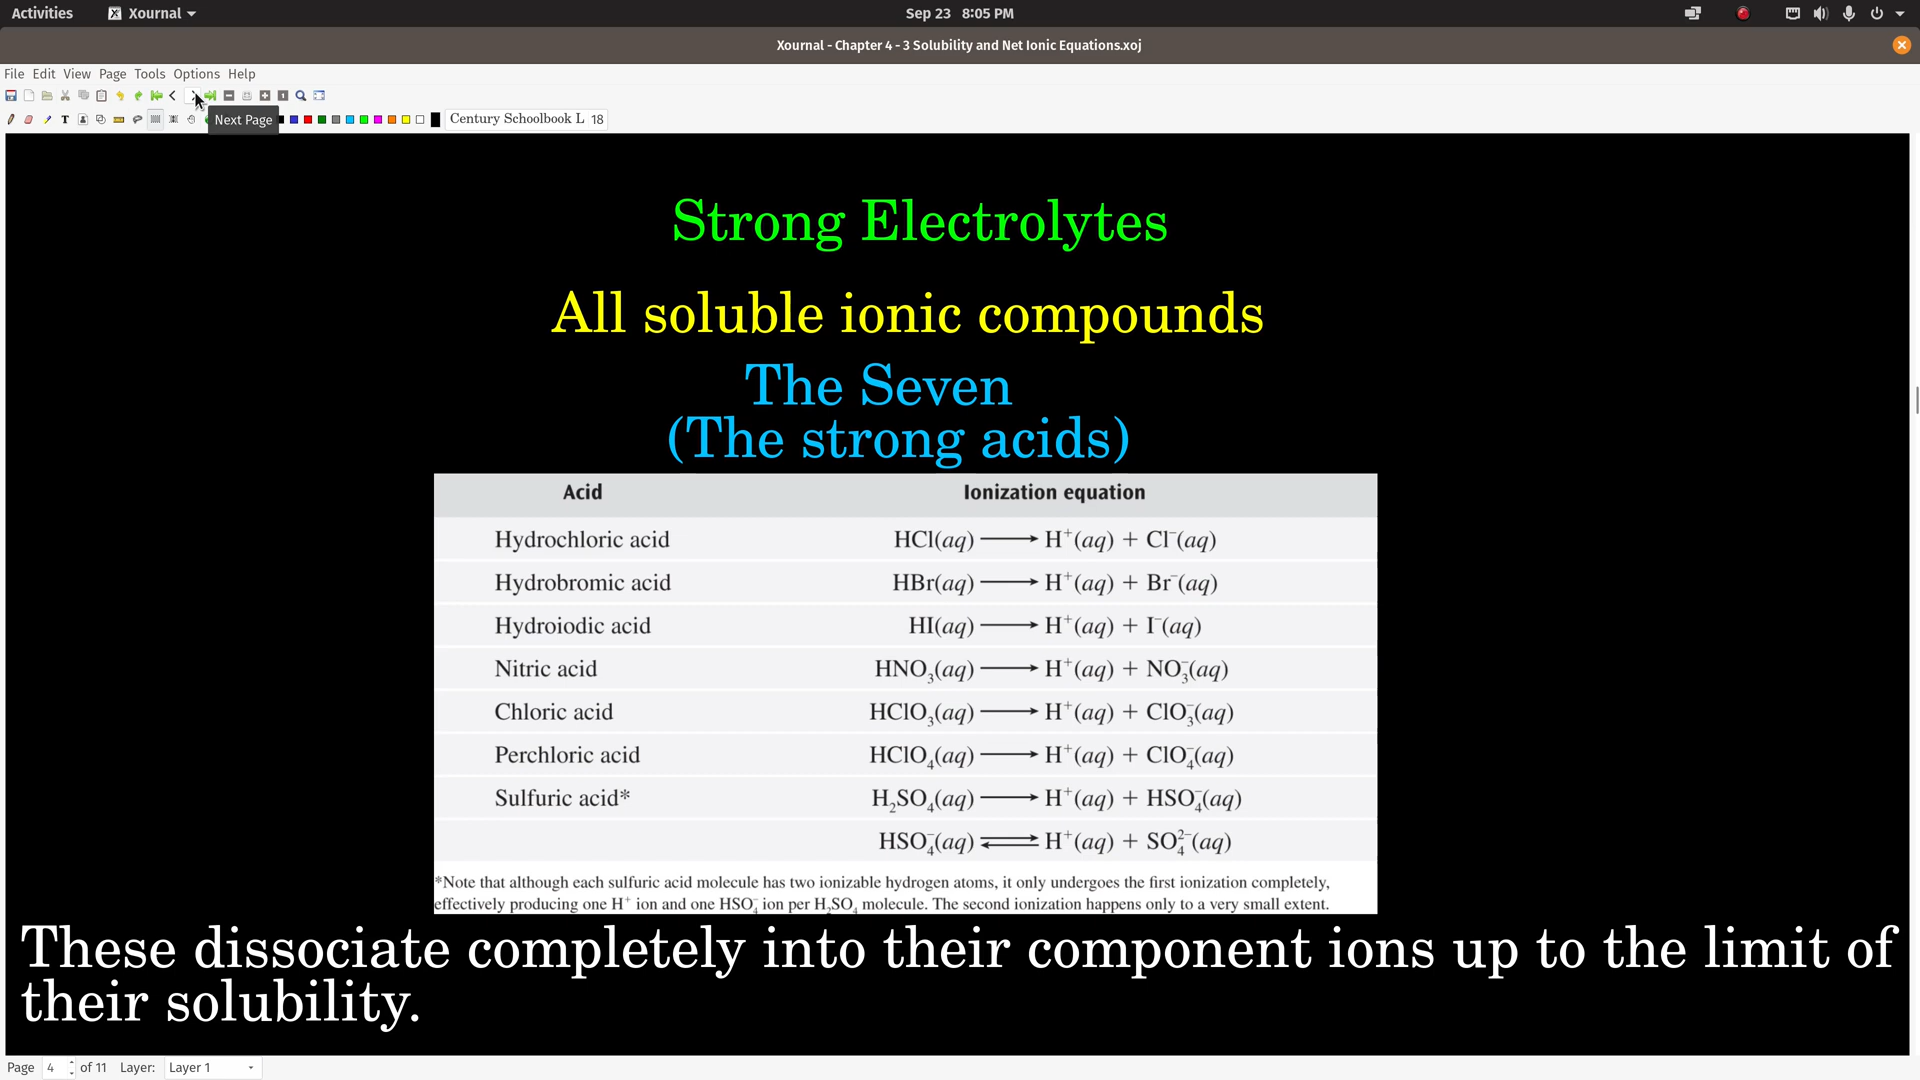 Activities Xournal Sep 23 8:05 PM
Xournal - Chapter 4 - 3 Solubility and Net Ionic Equations.xoj
File Edit View Page Tools Options Help
Next Page
Century Schoolbook L 18
Strong Electrolytes
All soluble ionic compounds
The Seven
(The strong acids)
Acid Ionization equation
Hydrochloric acid HCl(aq) ⟶ H⁺(aq) + Cl⁻(aq)
Hydrobromic acid HBr(aq) ⟶ H⁺(aq) + Br⁻(aq)
Hydroiodic acid HI(aq) ⟶ H⁺(aq) + I⁻(aq)
Nitric acid HNO₃(aq) ⟶ H⁺(aq) + NO₃⁻(aq)
Chloric acid HClO₃(aq) ⟶ H⁺(aq) + ClO₃⁻(aq)
Perchloric acid HClO₄(aq) ⟶ H⁺(aq) + ClO₄⁻(aq)
Sulfuric acid* H₂SO₄(aq) ⟶ H⁺(aq) + HSO₄⁻(aq)
HSO₄⁻(aq) ⇌ H⁺(aq) + SO₄²⁻(aq)
*Note that although each sulfuric acid molecule has two ionizable hydrogen atoms, it only undergoes the first ionization completely,
effectively producing one H⁺ ion and one HSO₄⁻ ion per H₂SO₄ molecule. The second ionization happens only to a very small extent.
These dissociate completely into their component ions up to the limit of
their solubility.
Page 4 of 11 Layer: Layer 1